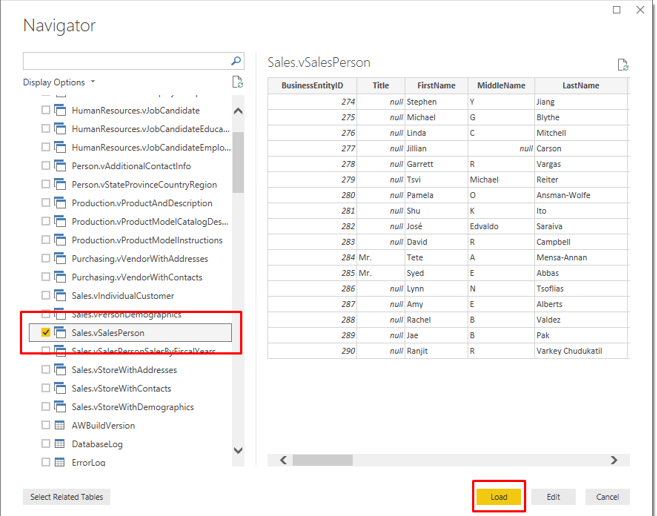 Navigator
Display Options
HumanResources.vJobCandidate
HumanResources.vJobCandidateEduca...
HumanResources.vJobCandidateEmplo...
Person.vAdditionalContactInfo
Person.vStateProvinceCountryRegion
Production.vProductAndDescription
Production.vProductModelCatalogDes...
Production.vProductModelInstructions
Purchasing.vVendorWithAddresses
Purchasing.vVendorWithContacts
Sales.vIndividualCustomer
Sales.vPersonDemographics
Sales.vSalesPerson
Sales.vSalesPersonSalesByFiscalYears
Sales.vStoreWithAddresses
Sales.vStoreWithContacts
Sales.vStoreWithDemographics
AWBuildVersion
DatabaseLog
ErrorLog
Sales.vSalesPerson
BusinessEntityID Title FirstName MiddleName LastName
274 null Stephen Y Jiang
275 null Michael G Blythe
276 null Linda C Mitchell
277 null Jillian null Carson
278 null Garrett R Vargas
279 null Tsvi Michael Reiter
280 null Pamela O Ansman-Wolfe
281 null Shu K Ito
282 null José Edvaldo Saraiva
283 null David R Campbell
284 Mr. Tete A Mensa-Annan
285 Mr. Syed E Abbas
286 null Lynn N Tsoflias
287 null Amy E Alberts
288 null Rachel B Valdez
289 null Jae B Pak
290 null Ranjit R Varkey Chudukatil
Select Related Tables
Load
Edit
Cancel